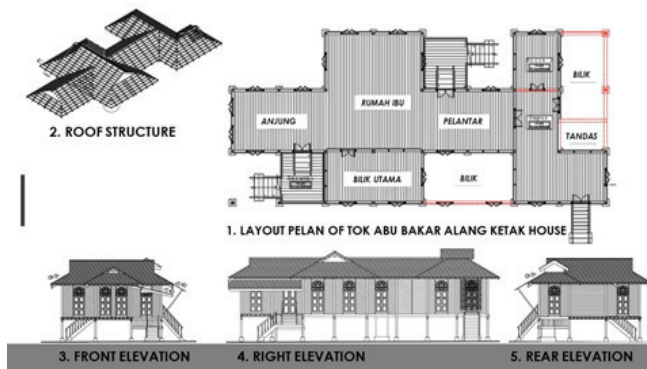 2. ROOF STRUCTURE
ANJUNG
RUMAH IBU
PELANTAR
BILIK
TANDAS
BILIK UTAMA
BILIK
1. LAYOUT PELAN OF TOK ABU BAKAR ALANG KETAK HOUSE
3. FRONT ELEVATION
4. RIGHT ELEVATION
5. REAR ELEVATION